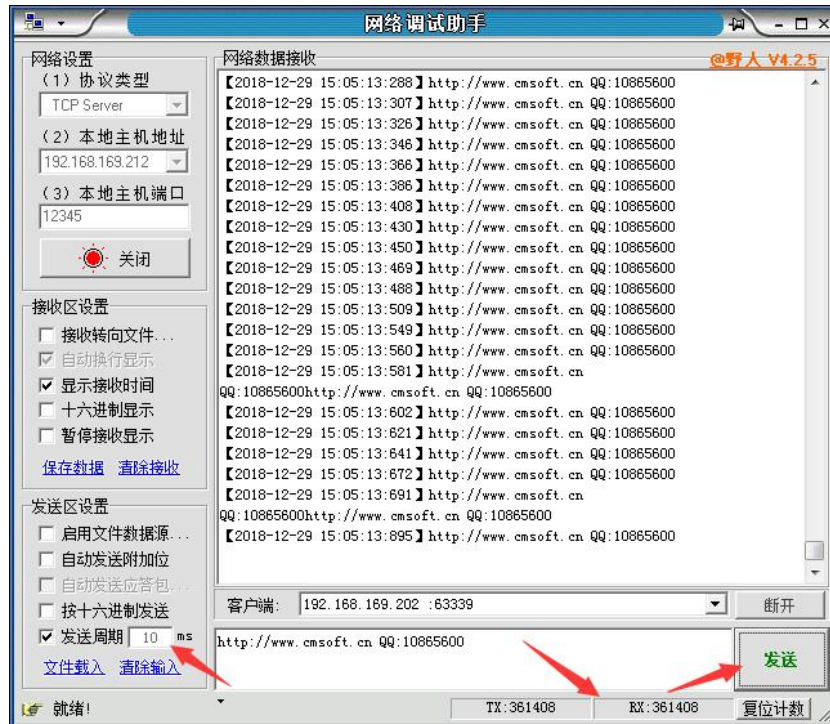 网络调试助手
网络设置
(1) 协议类型
TCP Server
(2) 本地主机地址
192.168.169.212
(3) 本地主机端口
12345
关闭
接收区设置
接收转向文件...
自动换行显示
显示接收时间
十六进制显示
暂停接收显示
保存数据 清除接收
发送区设置
启用文件数据源...
自动发送附加位
自动发送应答包...
按十六进制发送
发送周期 10 ms
文件载入 清除输入
网络数据接收
@野人 V4.2.5
【2018-12-29 15:05:13:288】http://www.cmsoft.cn QQ:10865600
【2018-12-29 15:05:13:307】http://www.cmsoft.cn QQ:10865600
【2018-12-29 15:05:13:326】http://www.cmsoft.cn QQ:10865600
【2018-12-29 15:05:13:346】http://www.cmsoft.cn QQ:10865600
【2018-12-29 15:05:13:366】http://www.cmsoft.cn QQ:10865600
【2018-12-29 15:05:13:386】http://www.cmsoft.cn QQ:10865600
【2018-12-29 15:05:13:408】http://www.cmsoft.cn QQ:10865600
【2018-12-29 15:05:13:430】http://www.cmsoft.cn QQ:10865600
【2018-12-29 15:05:13:450】http://www.cmsoft.cn QQ:10865600
【2018-12-29 15:05:13:469】http://www.cmsoft.cn QQ:10865600
【2018-12-29 15:05:13:488】http://www.cmsoft.cn QQ:10865600
【2018-12-29 15:05:13:509】http://www.cmsoft.cn QQ:10865600
【2018-12-29 15:05:13:549】http://www.cmsoft.cn QQ:10865600
【2018-12-29 15:05:13:560】http://www.cmsoft.cn QQ:10865600
【2018-12-29 15:05:13:581】http://www.cmsoft.cn
QQ:10865600http://www.cmsoft.cn QQ:10865600
【2018-12-29 15:05:13:602】http://www.cmsoft.cn QQ:10865600
【2018-12-29 15:05:13:621】http://www.cmsoft.cn QQ:10865600
【2018-12-29 15:05:13:641】http://www.cmsoft.cn QQ:10865600
【2018-12-29 15:05:13:672】http://www.cmsoft.cn QQ:10865600
【2018-12-29 15:05:13:691】http://www.cmsoft.cn
QQ:10865600http://www.cmsoft.cn QQ:10865600
【2018-12-29 15:05:13:895】http://www.cmsoft.cn QQ:10865600
客户端: 192.168.169.202 :63339 断开
http://www.cmsoft.cn QQ:10865600
发送
就绪! TX:361408 RX:361408 复位计数